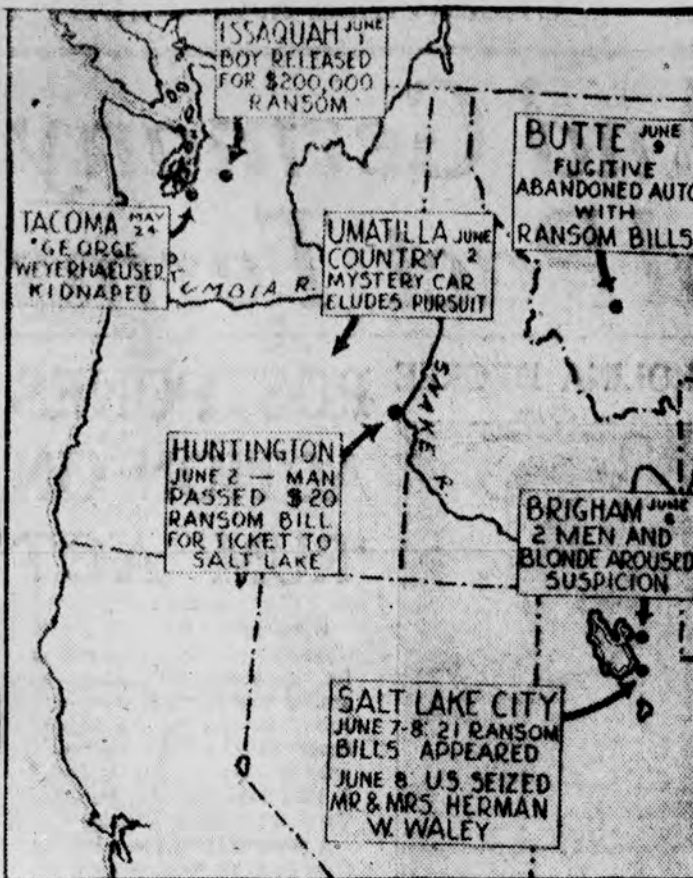 ISSAQUAH JUNE 1
BOY RELEASED
FOR $200,000
RANSOM
BUTTE JUNE 9
FUGITIVE
ABANDONED AUTO
WITH
RANSOM BILLS
TACOMA MAY 24
GEORGE
WEYERHAEUSER
KIDNAPED
UMBIA R.
UMATILLA JUNE
COUNTRY 2
MYSTERY CAR
ELUDES PURSUIT
SNAKE R.
HUNTINGTON
JUNE 2 — MAN
PASSED $20
RANSOM BILL
FOR TICKET TO
SALT LAKE
BRIGHAM JUNE 6
2 MEN AND
BLONDE AROUSED
SUSPICION
SALT LAKE CITY
JUNE 7-8: 21 RANSOM
BILLS APPEARED
JUNE 8 U.S. SEIZED
MR & MRS. HERMAN
W. WALEY